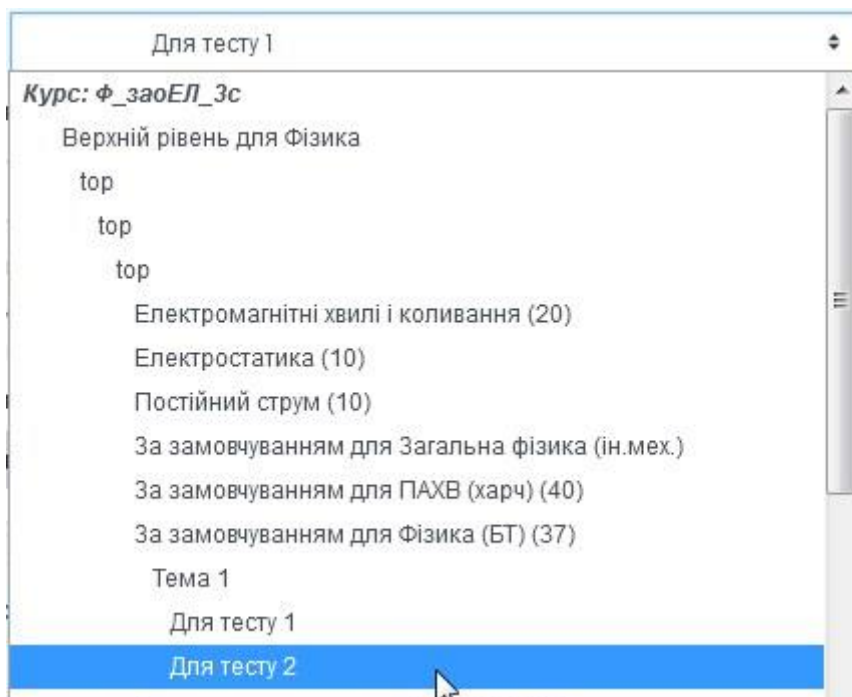 Для тесту 1
Курс: Ф_заоЕЛ_3с
Верхній рівень для Фізика
top
top
top
Електромагнітні хвилі і коливання (20)
Електростатика (10)
Постійний струм (10)
За замовчуванням для Загальна фізика (ін.мех.)
За замовчуванням для ПАХВ (харч) (40)
За замовчуванням для Фізика (БТ) (37)
Тема 1
Для тесту 1
Для тесту 2